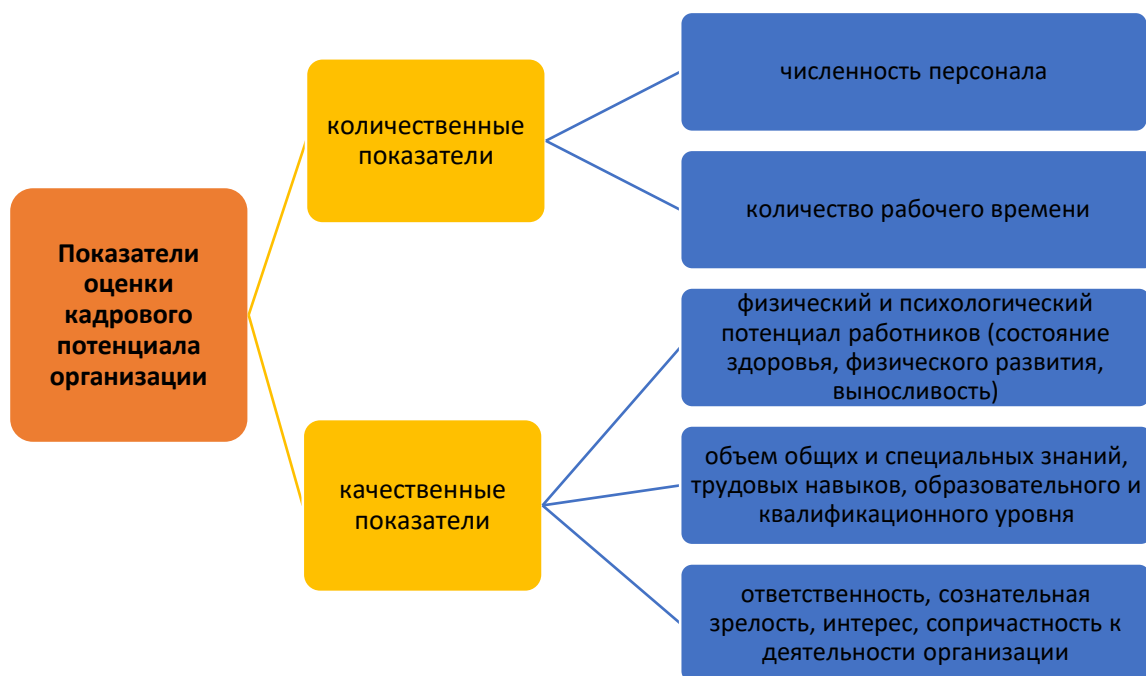 Показатели
оценки
кадрового
потенциала
организации
количественные
показатели
численность персонала
количество рабочего времени
качественные
показатели
физический и психологический
потенциал работников (состояние
здоровья, физического развития,
выносливость)
объем общих и специальных знаний,
трудовых навыков, образовательного и
квалификационного уровня
ответственность, сознательная
зрелость, интерес, сопричастность к
деятельности организации